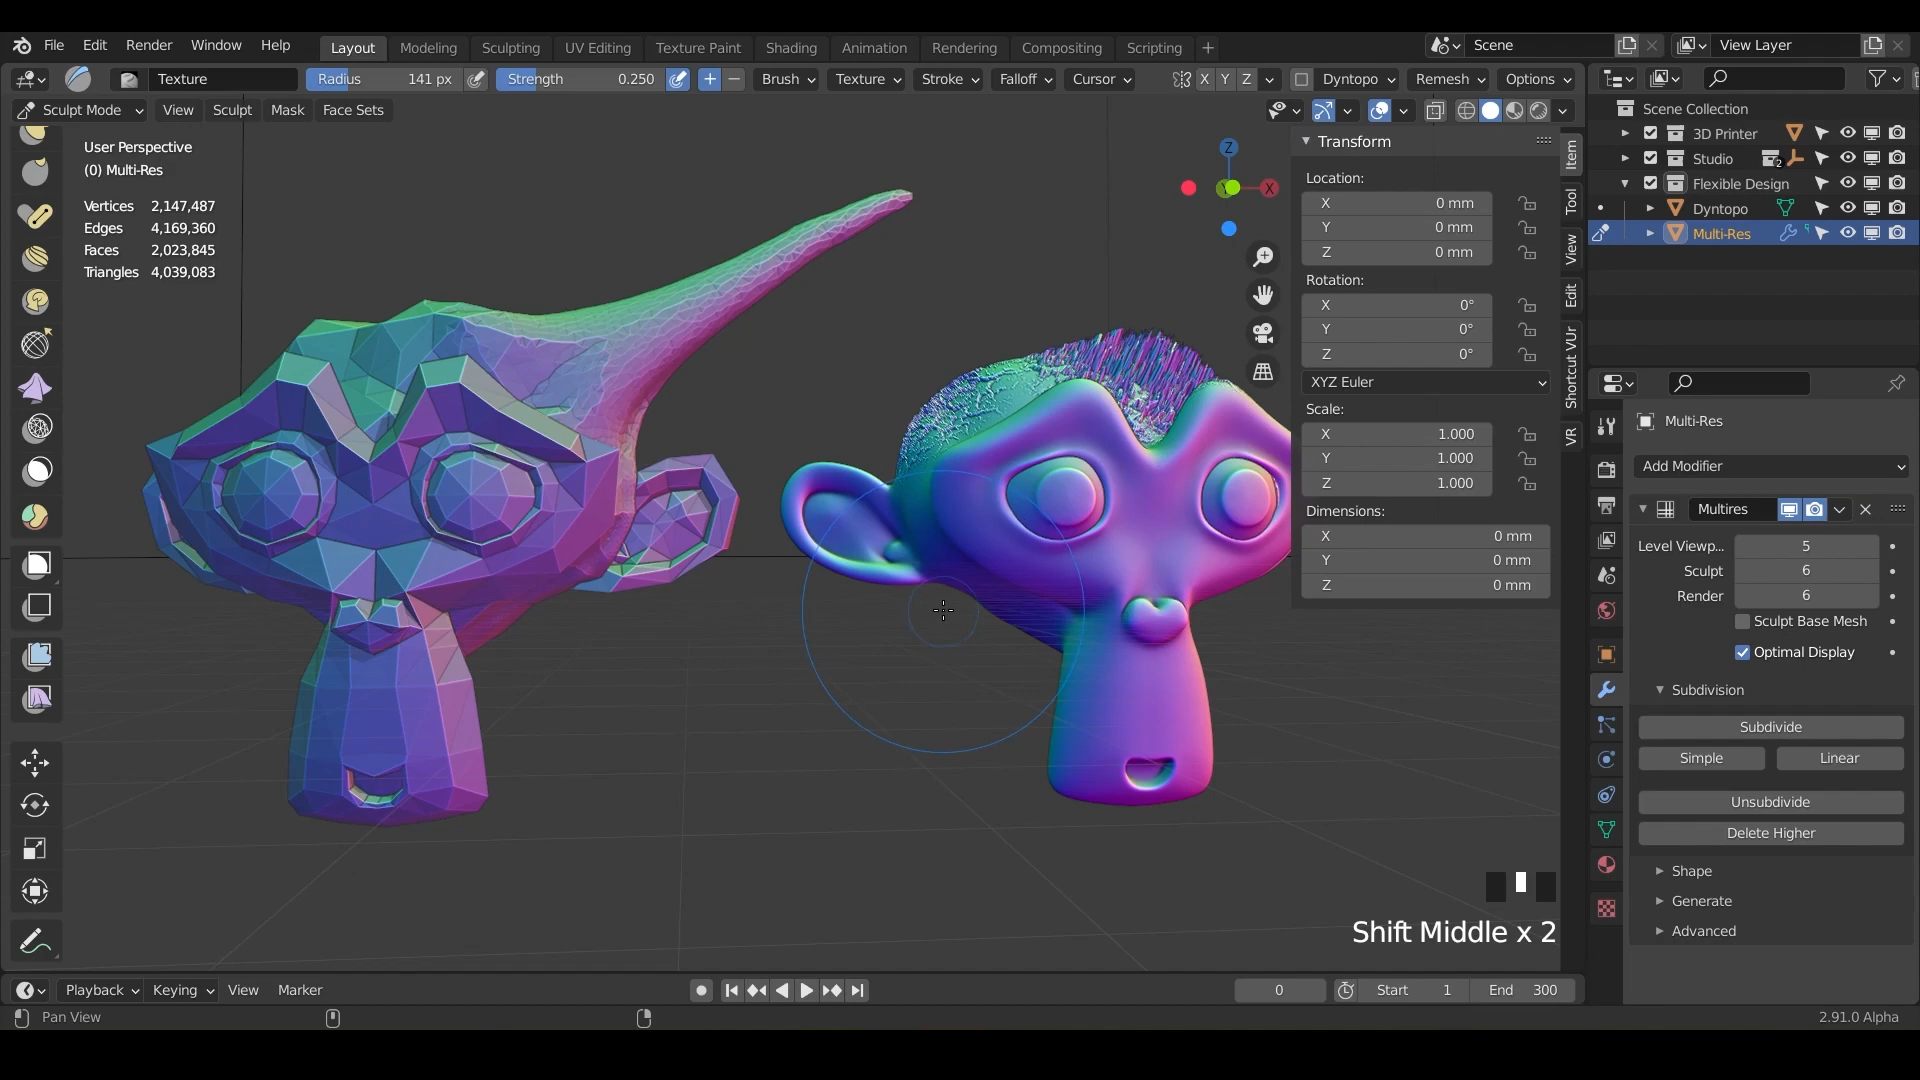 File Edit Render Window Help Layout Modeling Sculpting UV Editing Texture Paint Shading Animation Rendering Compositing Scripting + Scene View Layer
Texture Radius 141 px Strength 0.250 + − Brush Texture Stroke Falloff Cursor X Y Z Dyntopo Remesh Options
Sculpt Mode View Sculpt Mask Face Sets
User Perspective
(0) Multi-Res
Vertices 2,147,487
Edges 4,169,360
Faces 2,023,845
Triangles 4,039,083
Z
Y
X
Transform
Location:
X 0 mm
Y 0 mm
Z 0 mm
Rotation:
X 0°
Y 0°
Z 0°
XYZ Euler
Scale:
X 1.000
Y 1.000
Z 1.000
Dimensions:
X 0 mm
Y 0 mm
Z 0 mm
Item
Tool
View
Edit
Shortcut VUr
VR
Scene Collection
3D Printer
Studio 2
Flexible Design
Dyntopo
Multi-Res
Multi-Res
Add Modifier
Multires
Level Viewp... 5
Sculpt 6
Render 6
Sculpt Base Mesh
Optimal Display
Subdivision
Subdivide
Simple Linear
Unsubdivide
Delete Higher
Shape
Generate
Advanced
Shift Middle x 2
Playback Keying View Marker 0 Start 1 End 300
Pan View 2.91.0 Alpha